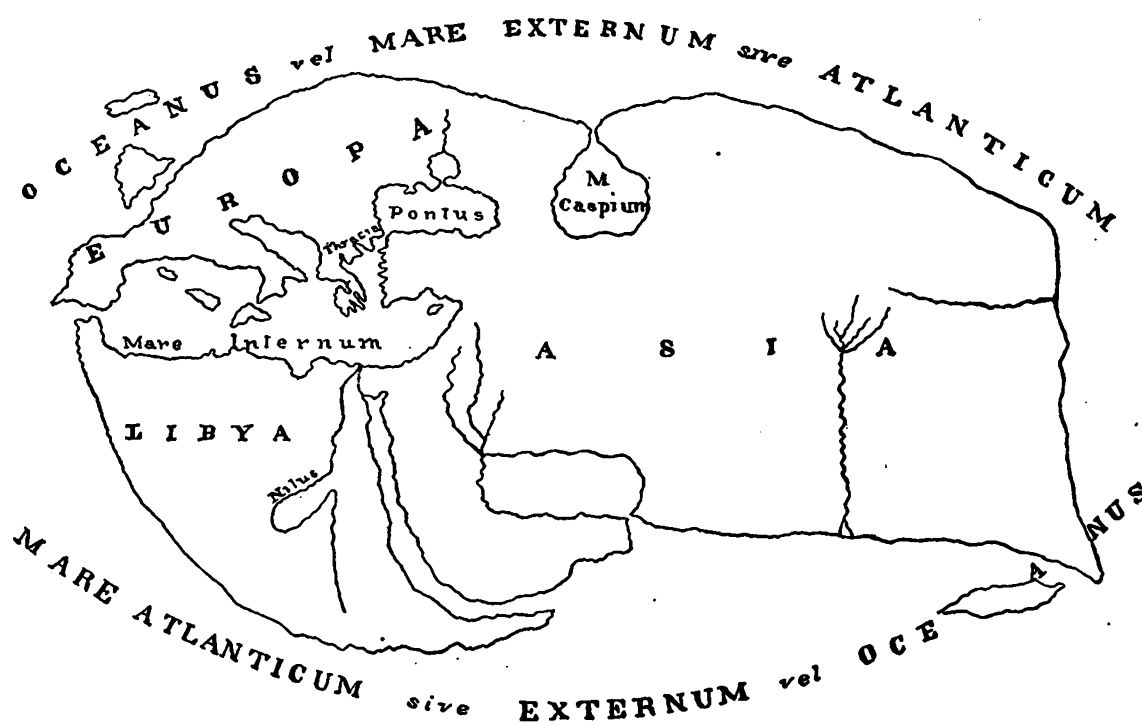 OCEANUS vel MARE EXTERNUM sive ATLANTICUM
EUROPA
M
Caspium
Pontus
Thracia
Mare Internum
ASIA
LIBYA
Nilus
MARE ATLANTICUM sive EXTERNUM vel OCEANUS